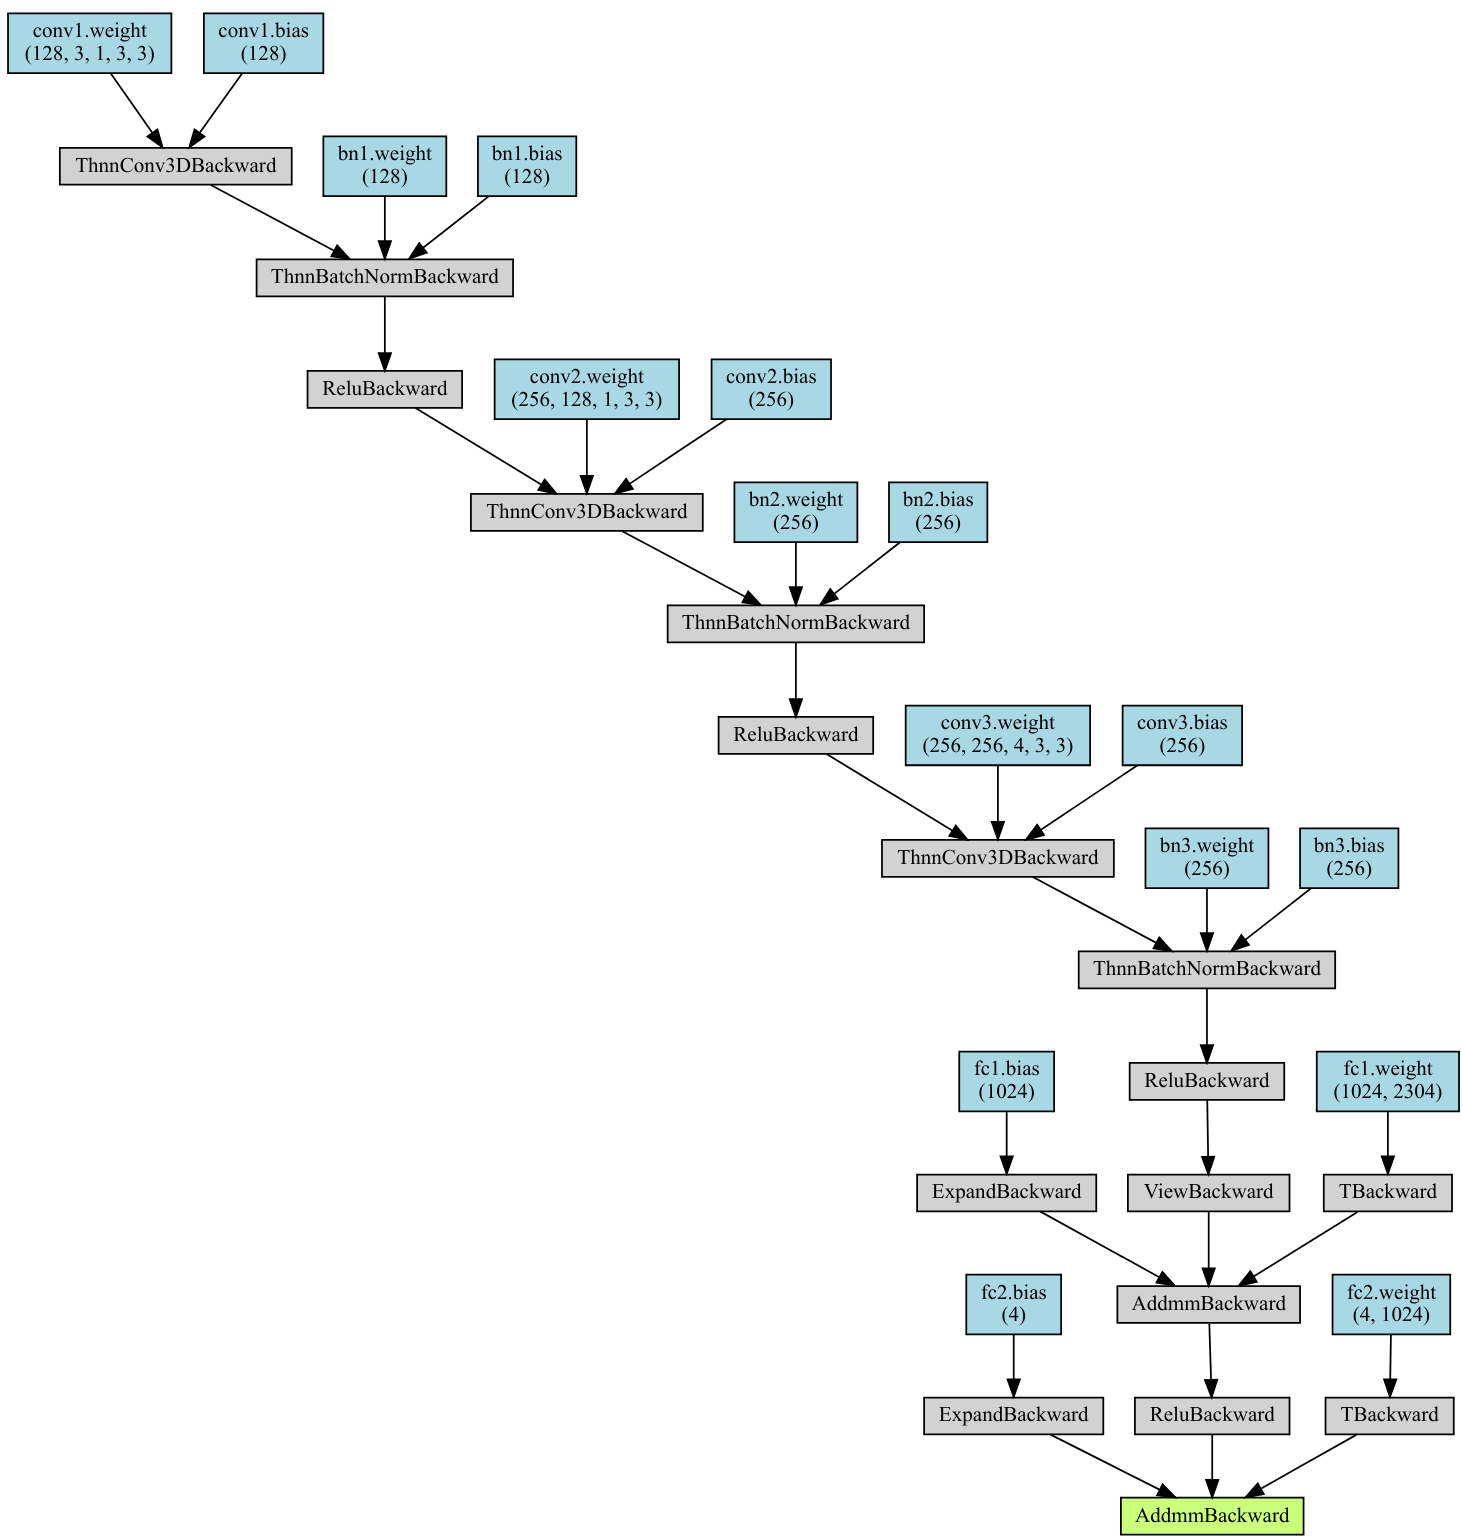 conv1.weight
(128, 3, 1, 3, 3)
conv1.bias
(128)
ThnnConv3DBackward
bn1.weight
(128)
bn1.bias
(128)
ThnnBatchNormBackward
ReluBackward
conv2.weight
(256, 128, 1, 3, 3)
conv2.bias
(256)
ThnnConv3DBackward
bn2.weight
(256)
bn2.bias
(256)
ThnnBatchNormBackward
ReluBackward
conv3.weight
(256, 256, 4, 3, 3)
conv3.bias
(256)
ThnnConv3DBackward
bn3.weight
(256)
bn3.bias
(256)
ThnnBatchNormBackward
fc1.bias
(1024)
ReluBackward
fc1.weight
(1024, 2304)
ExpandBackward
ViewBackward
TBackward
fc2.bias
(4)
AddmmBackward
fc2.weight
(4, 1024)
ExpandBackward
ReluBackward
TBackward
AddmmBackward